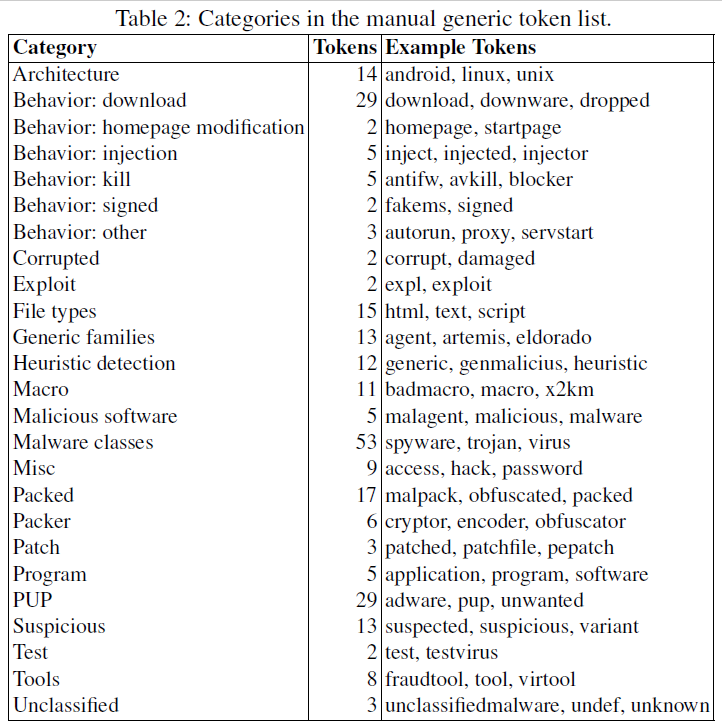 Table 2: Categories in the manual generic token list.
Category Tokens Example Tokens
Architecture 14 android, linux, unix
Behavior: download 29 download, downware, dropped
Behavior: homepage modification 2 homepage, startpage
Behavior: injection 5 inject, injected, injector
Behavior: kill 5 antifw, avkill, blocker
Behavior: signed 2 fakems, signed
Behavior: other 3 autorun, proxy, servstart
Corrupted 2 corrupt, damaged
Exploit 2 expl, exploit
File types 15 html, text, script
Generic families 13 agent, artemis, eldorado
Heuristic detection 12 generic, genmalicius, heuristic
Macro 11 badmacro, macro, x2km
Malicious software 5 malagent, malicious, malware
Malware classes 53 spyware, trojan, virus
Misc 9 access, hack, password
Packed 17 malpack, obfuscated, packed
Packer 6 cryptor, encoder, obfuscator
Patch 3 patched, patchfile, pepatch
Program 5 application, program, software
PUP 29 adware, pup, unwanted
Suspicious 13 suspected, suspicious, variant
Test 2 test, testvirus
Tools 8 fraudtool, tool, virtool
Unclassified 3 unclassifiedmalware, undef, unknown